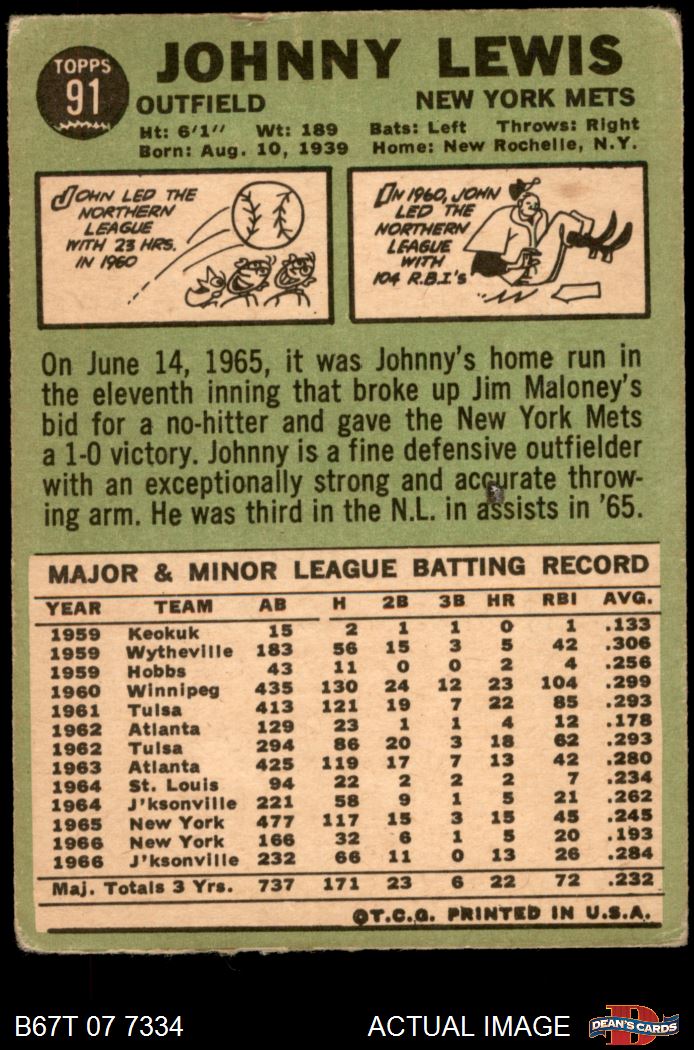 TOPPS
91
JOHNNY LEWIS
OUTFIELD NEW YORK METS
Ht: 6'1" Wt: 189 Bats: Left Throws: Right
Born: Aug. 10, 1939 Home: New Rochelle, N.Y.
JOHN LED THE
NORTHERN
LEAGUE
WITH 23 HRS.
IN 1960
IN 1960, JOHN
LED THE
NORTHERN
LEAGUE
WITH
104 R.B.I.'s
On June 14, 1965, it was Johnny's home run in
the eleventh inning that broke up Jim Maloney's
bid for a no-hitter and gave the New York Mets
a 1-0 victory. Johnny is a fine defensive outfielder
with an exceptionally strong and accurate throw-
ing arm. He was third in the N.L. in assists in '65.
MAJOR & MINOR LEAGUE BATTING RECORD
YEAR TEAM AB H 2B 3B HR RBI AVG.
1959 Keokuk 15 2 1 1 0 1 .133
1959 Wytheville 183 56 15 3 5 42 .306
1959 Hobbs 43 11 0 0 2 4 .256
1960 Winnipeg 435 130 24 12 23 104 .299
1961 Tulsa 413 121 19 7 22 85 .293
1962 Atlanta 129 23 1 1 4 12 .178
1962 Tulsa 294 86 20 3 18 62 .293
1963 Atlanta 425 119 17 7 13 42 .280
1964 St. Louis 94 22 2 2 2 7 .234
1964 J'ksonville 221 58 9 1 5 21 .262
1965 New York 477 117 15 3 15 45 .245
1966 New York 166 32 6 1 5 20 .193
1966 J'ksonville 232 66 11 0 13 26 .284
Maj. Totals 3 Yrs. 737 171 23 6 22 72 .232
©T.C.G. PRINTED IN U.S.A.
B67T 07 7334 ACTUAL IMAGE
DEAN'S CARDS